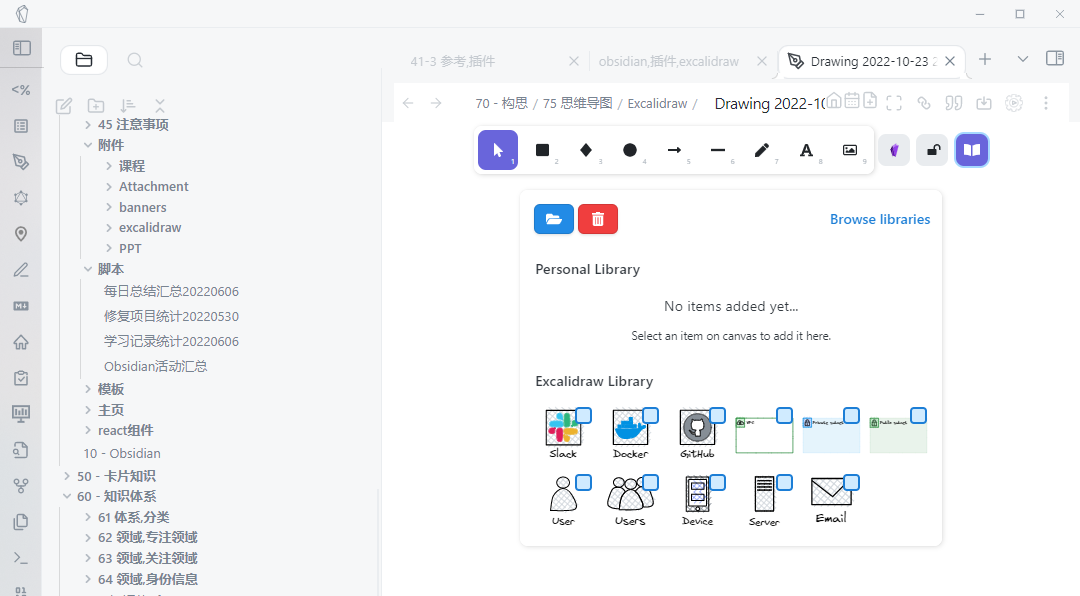 41-3 参考,插件
obsidian,插件,excalidraw
Drawing 2022-10-23
70 - 构思 / 75 思维导图 / Excalidraw /
Drawing 2022-10
<%
45 注意事项
附件
课程
Attachment
banners
excalidraw
PPT
脚本
每日总结汇总20220606
修复项目统计20220530
学习记录统计20220606
Obsidian活动汇总
模板
主页
react组件
10 - Obsidian
50 - 卡片知识
60 - 知识体系
61 体系,分类
62 领域,专注领域
63 领域,关注领域
64 领域,身份信息
1 2 3 4 5 6 7 8 9
Browse libraries
Personal Library
No items added yet...
Select an item on canvas to add it here.
Excalidraw Library
Slack
Docker
GitHub
VPC
Private subnet
Public subnet
User
Users
Device
Server
Email